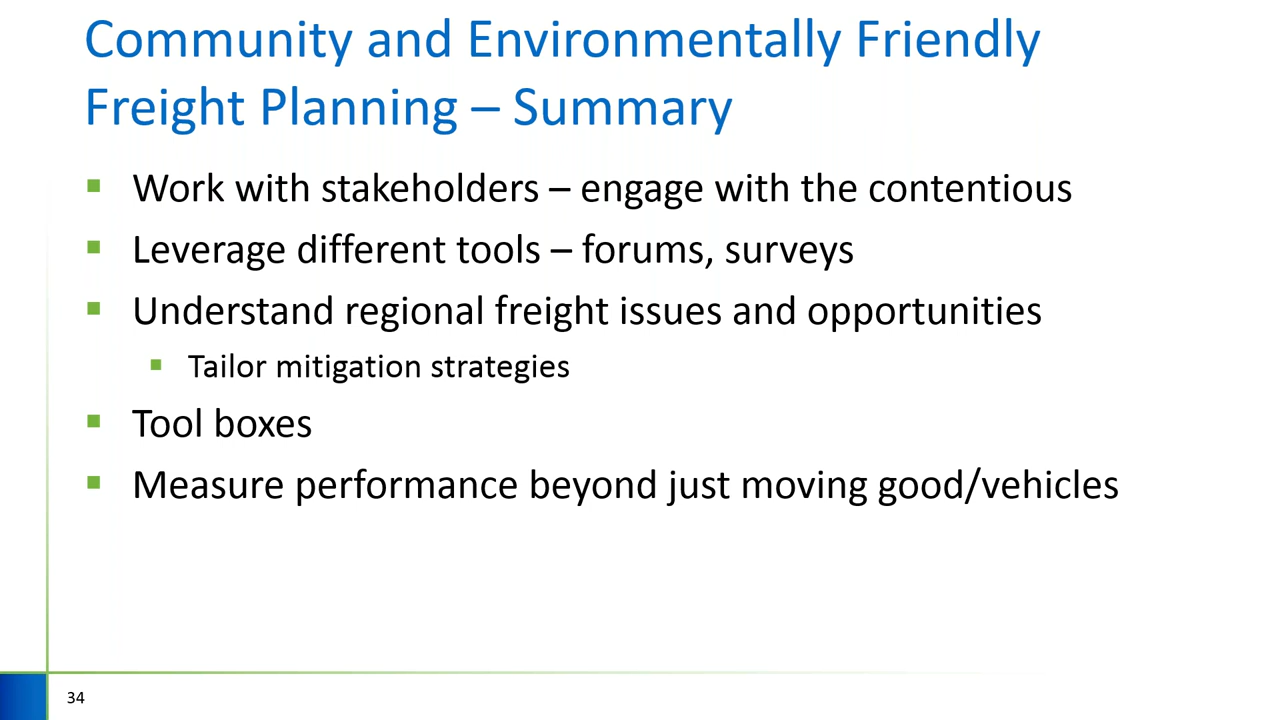 Community and Environmentally Friendly
Freight Planning – Summary
Work with stakeholders – engage with the contentious
Leverage different tools – forums, surveys
Understand regional freight issues and opportunities
Tailor mitigation strategies
Tool boxes
Measure performance beyond just moving good/vehicles
34